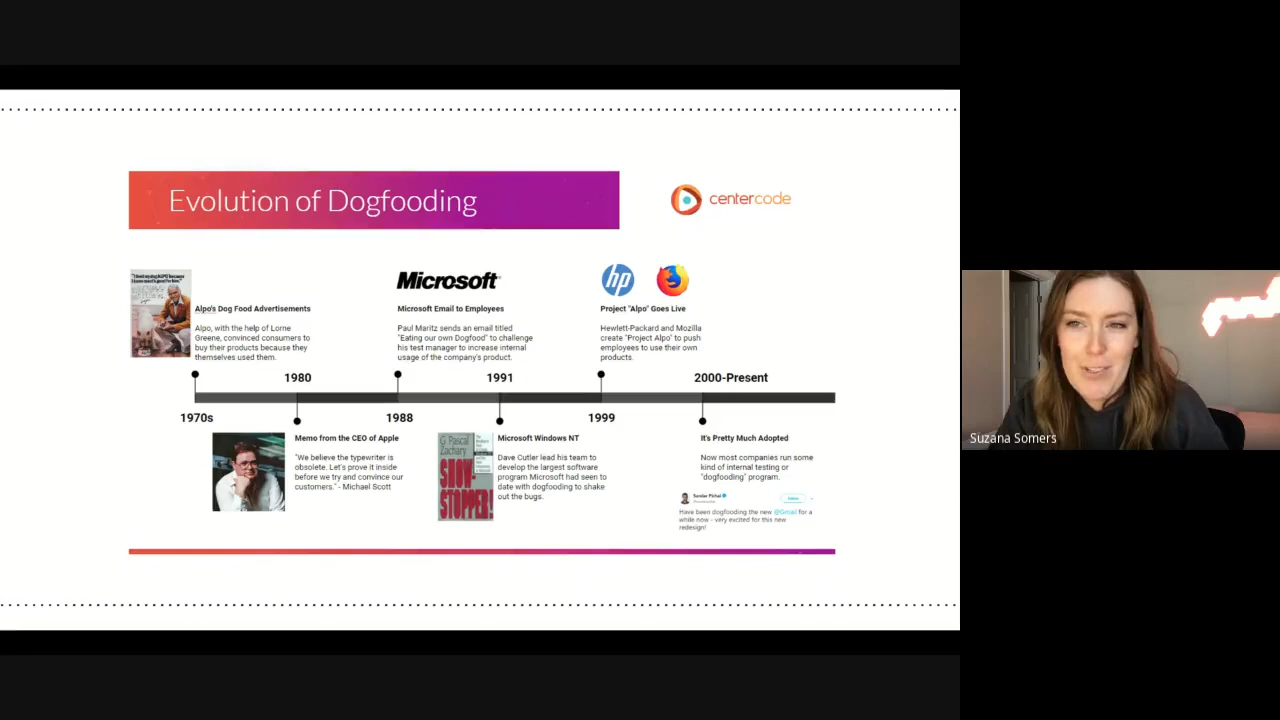 Evolution of Dogfooding
centercode
Microsoft
hp
Alpo's Dog Food Advertisements
Alpo, with the help of Lorne
Greene, convinced consumers to
buy their products because they
themselves used them.
Microsoft Email to Employees
Paul Maritz sends an email titled
"Eating our own Dogfood" to challenge
his test manager to increase internal
usage of the company's product.
Project "Alpo" Goes Live
Hewlett-Packard and Mozilla
create "Project Alpo" to push
employees to use their own
products.
1980
1991
2000-Present
1970s
1988
1999
Memo from the CEO of Apple
"We believe the typewriter is
obsolete. Let's prove it inside
before we try and convince our
customers." - Michael Scott
G. Pascal
Zachary
SHOW-
STOPPER!
Microsoft Windows NT
Dave Cutler lead his team to
develop the largest software
program Microsoft had seen to
date with dogfooding to shake
out the bugs.
It's Pretty Much Adopted
Now most companies run some
kind of internal testing or
"dogfooding" program.
Sundar Pichai
Have been dogfooding the new @Gmail for a
while now - very excited for this new
redesign!
Suzana Somers